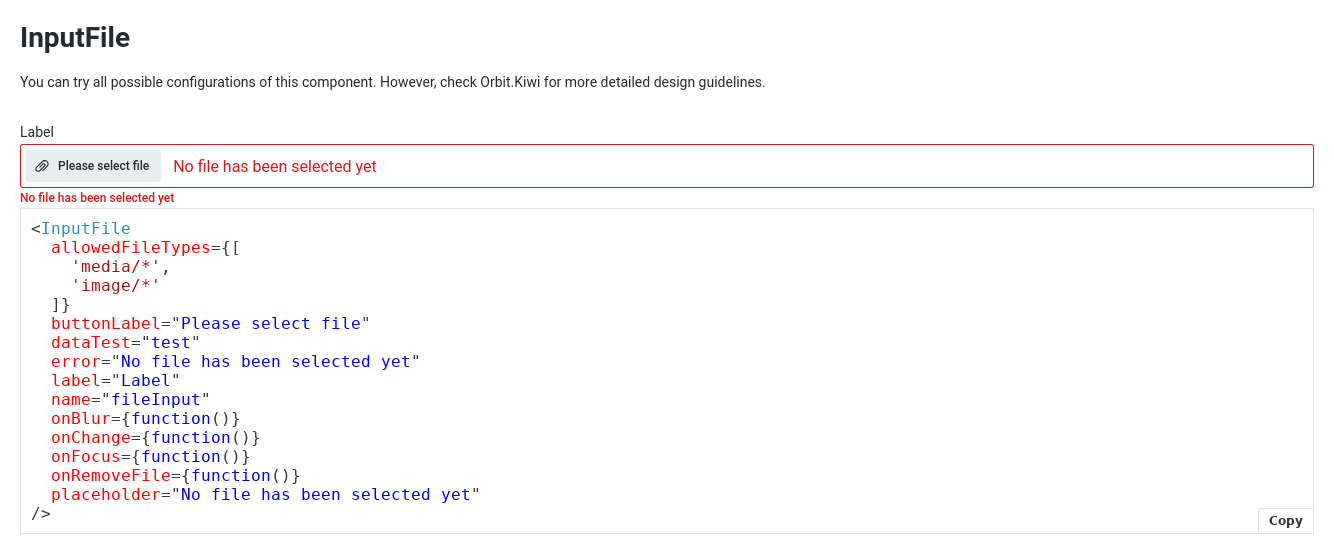 InputFile
You can try all possible configurations of this component. However, check Orbit.Kiwi for more detailed design guidelines.
Label
Please select file No file has been selected yet
No file has been selected yet
<InputFile
  allowedFileTypes={[
    'media/*',
    'image/*'
  ]}
  buttonLabel="Please select file"
  dataTest="test"
  error="No file has been selected yet"
  label="Label"
  name="fileInput"
  onBlur={function()}
  onChange={function()}
  onFocus={function()}
  onRemoveFile={function()}
  placeholder="No file has been selected yet"
/>
Copy